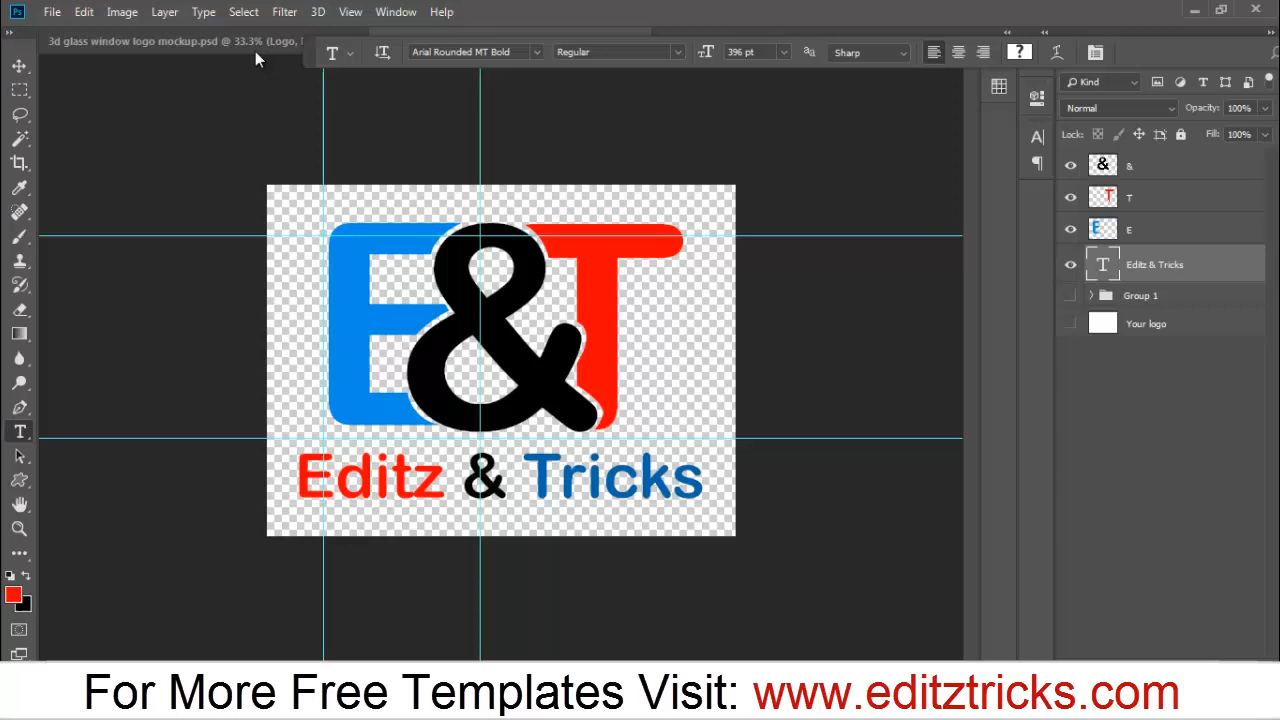 Ps File Edit Image Layer Type Select Filter 3D View Window Help
3d glass window logo mockup.psd @ 33.3% (Logo,
T Arial Rounded MT Bold Regular 396 pt Sharp
Kind
Normal Opacity: 100%
Lock: Fill: 100%
& &
T T
E E
T Editz & Tricks
Group 1
Your logo
E&T
Editz & Tricks
For More Free Templates Visit: www.editztricks.com